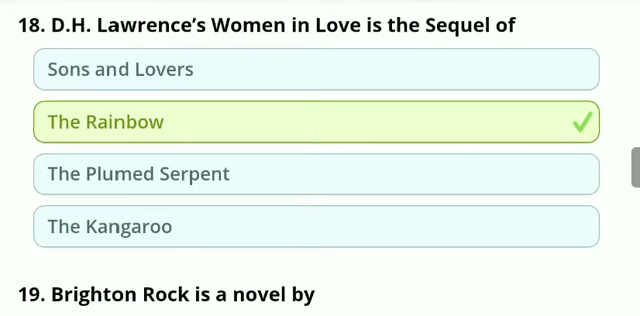 18. D.H. Lawrence’s Women in Love is the Sequel of
Sons and Lovers
The Rainbow
The Plumed Serpent
The Kangaroo
19. Brighton Rock is a novel by